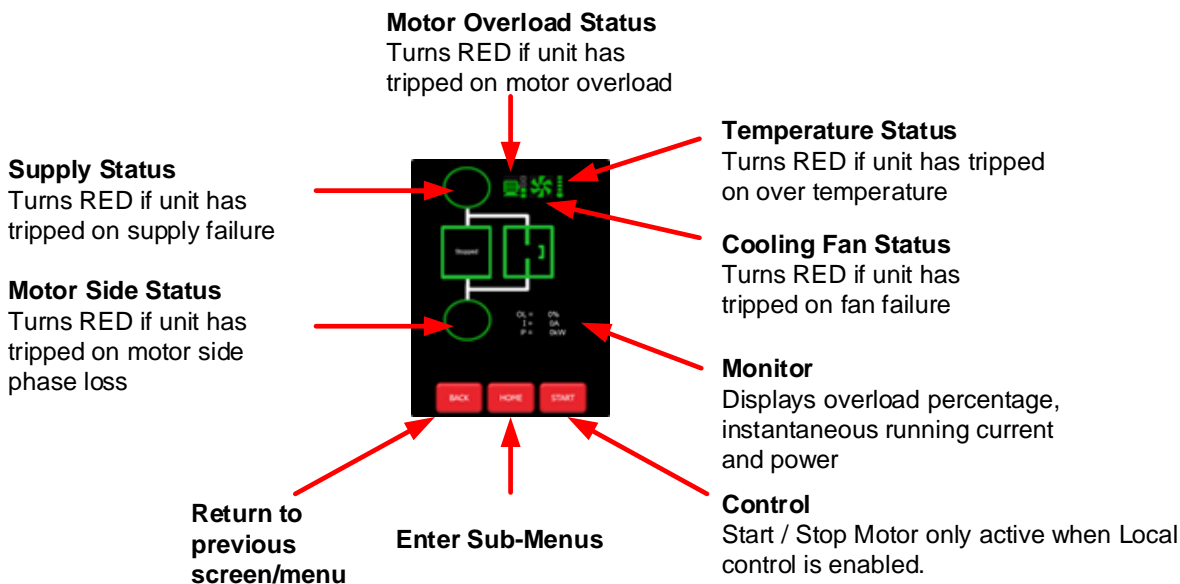 Motor Overload Status
Turns RED if unit has
tripped on motor overload
Temperature Status
Turns RED if unit has tripped
on over temperature
Supply Status
Turns RED if unit has
tripped on supply failure
Cooling Fan Status
Turns RED if unit has
tripped on fan failure
Motor Side Status
Turns RED if unit has
tripped on motor side
phase loss
Stopped
OL = 0%
I = 0A
P = 0kW
Monitor
Displays overload percentage,
instantaneous running current
and power
BACK HOME START
Return to
previous
screen/menu
Enter Sub-Menus
Control
Start / Stop Motor only active when Local
control is enabled.